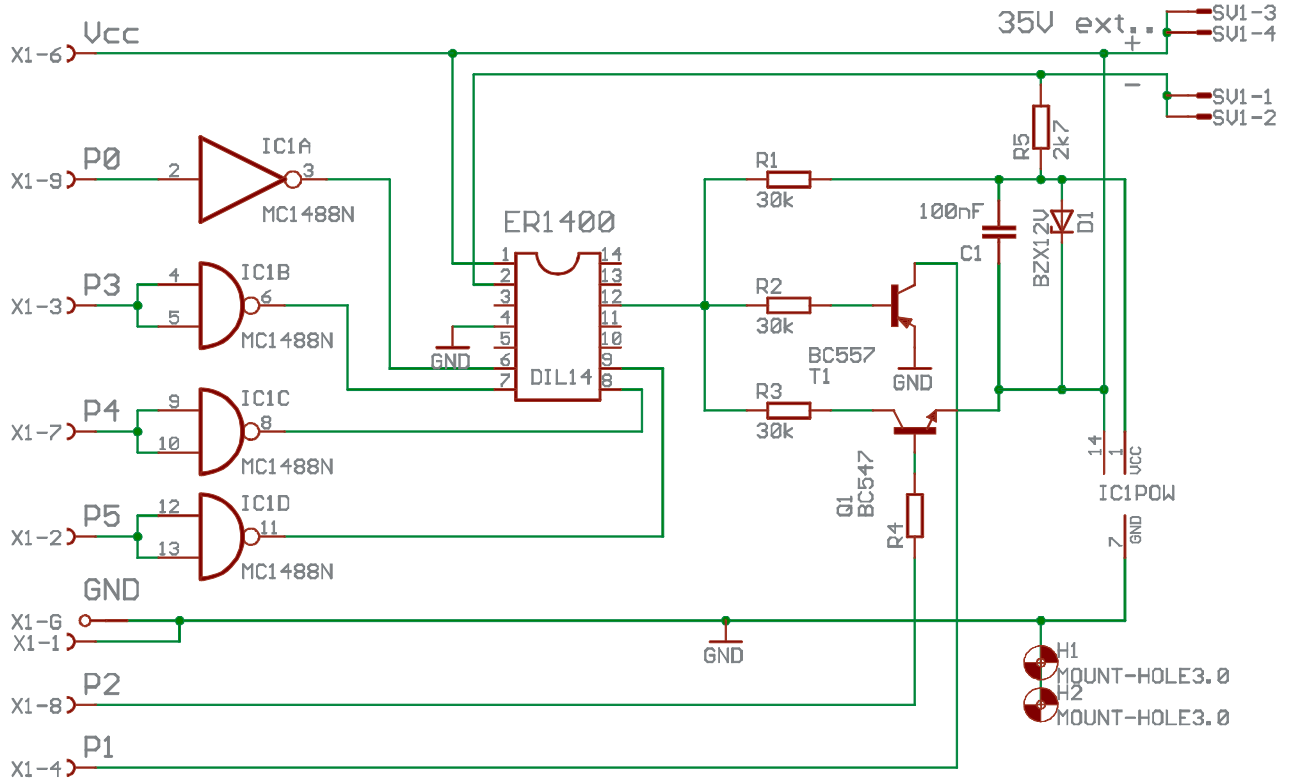 Vcc
X1-6
35V ext..
+
−
SV1-3
SV1-4
SV1-1
SV1-2
P0
X1-9
2
IC1A
3
MC1488N
R5
2k7
R1
30k
100nF
C1
BZX12V
D1
ER1400
1
2
3
4
5
6
7
14
13
12
11
10
9
8
DIL14
GND
P3
X1-3
4
5
IC1B
6
MC1488N
R2
30k
BC557
T1
GND
P4
X1-7
9
10
IC1C
8
MC1488N
R3
30k
Q1
BC547
R4
14
1
VCC
IC1POW
7
GND
P5
X1-2
12
13
IC1D
11
MC1488N
GND
X1-G
X1-1
GND
H1
MOUNT-HOLE3.0
H2
MOUNT-HOLE3.0
P2
X1-8
P1
X1-4